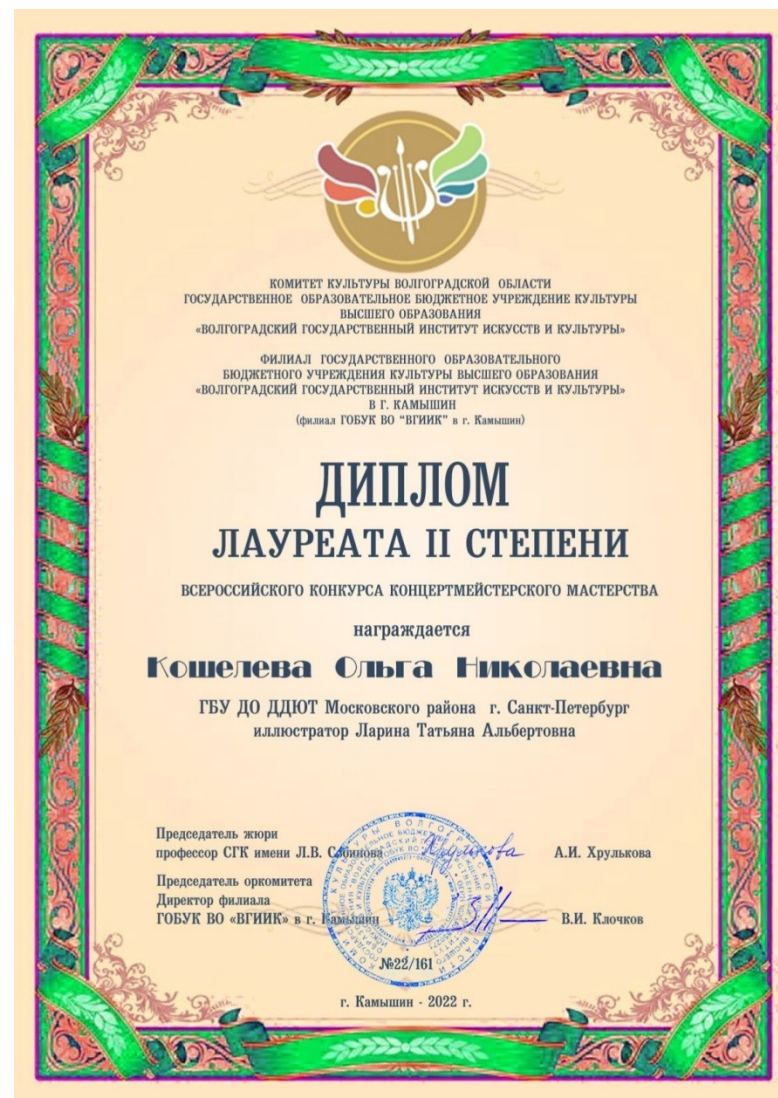 КОМИТЕТ КУЛЬТУРЫ ВОЛГОГРАДСКОЙ ОБЛАСТИ
ГОСУДАРСТВЕННОЕ ОБРАЗОВАТЕЛЬНОЕ БЮДЖЕТНОЕ УЧРЕЖДЕНИЕ КУЛЬТУРЫ
ВЫСШЕГО ОБРАЗОВАНИЯ
«ВОЛГОГРАДСКИЙ ГОСУДАРСТВЕННЫЙ ИНСТИТУТ ИСКУССТВ И КУЛЬТУРЫ»
ФИЛИАЛ ГОСУДАРСТВЕННОГО ОБРАЗОВАТЕЛЬНОГО
БЮДЖЕТНОГО УЧРЕЖДЕНИЯ КУЛЬТУРЫ ВЫСШЕГО ОБРАЗОВАНИЯ
«ВОЛГОГРАДСКИЙ ГОСУДАРСТВЕННЫЙ ИНСТИТУТ ИСКУССТВ И КУЛЬТУРЫ»
В Г. КАМЫШИН
(филиал ГОБУК ВО "ВГИИК" в г. Камышин)
ДИПЛОМ
ЛАУРЕАТА II СТЕПЕНИ
ВСЕРОССИЙСКОГО КОНКУРСА КОНЦЕРТМЕЙСТЕРСКОГО МАСТЕРСТВА
награждается
Кошелева Ольга Николаевна
ГБУ ДО ДДЮТ Московского района г. Санкт-Петербург
иллюстратор Ларина Татьяна Альбертовна
Председатель жюри
профессор СГК имени Л.В. Собинова Хрулькова А.И. Хрулькова
Председатель оркомитета
Директор филиала
ГОБУК ВО «ВГИИК» в г. Камышин В.И. Клочков
№22/161
г. Камышин - 2022 г.